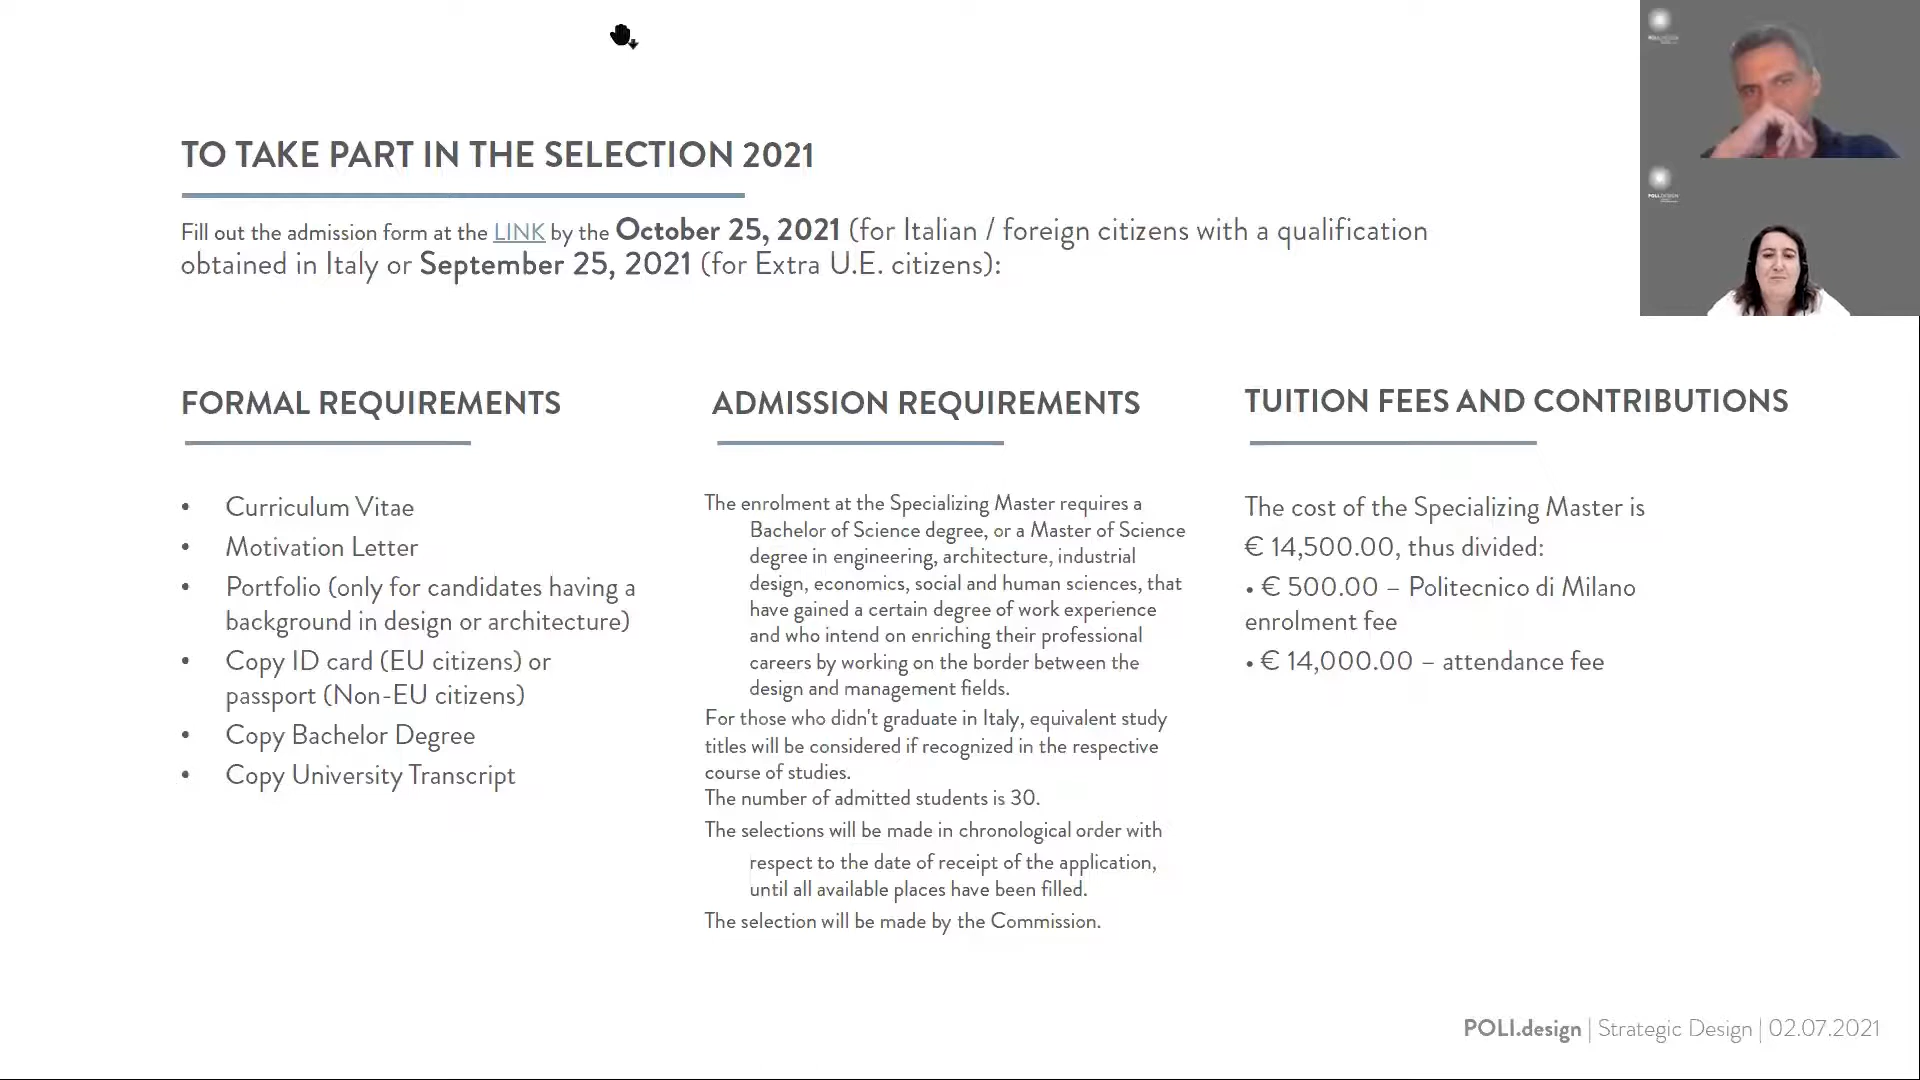 TO TAKE PART IN THE SELECTION 2021
Fill out the admission form at the LINK by the October 25, 2021 (for Italian / foreign citizens with a qualification
obtained in Italy or September 25, 2021 (for Extra U.E. citizens):
FORMAL REQUIREMENTS
• Curriculum Vitae
• Motivation Letter
• Portfolio (only for candidates having a
background in design or architecture)
• Copy ID card (EU citizens) or
passport (Non-EU citizens)
• Copy Bachelor Degree
• Copy University Transcript
ADMISSION REQUIREMENTS
The enrolment at the Specializing Master requires a
Bachelor of Science degree, or a Master of Science
degree in engineering, architecture, industrial
design, economics, social and human sciences, that
have gained a certain degree of work experience
and who intend on enriching their professional
careers by working on the border between the
design and management fields.
For those who didn't graduate in Italy, equivalent study
titles will be considered if recognized in the respective
course of studies.
The number of admitted students is 30.
The selections will be made in chronological order with
respect to the date of receipt of the application,
until all available places have been filled.
The selection will be made by the Commission.
TUITION FEES AND CONTRIBUTIONS
The cost of the Specializing Master is
€ 14,500.00, thus divided:
• € 500.00 – Politecnico di Milano
enrolment fee
• € 14,000.00 – attendance fee
POLI.design | Strategic Design | 02.07.2021